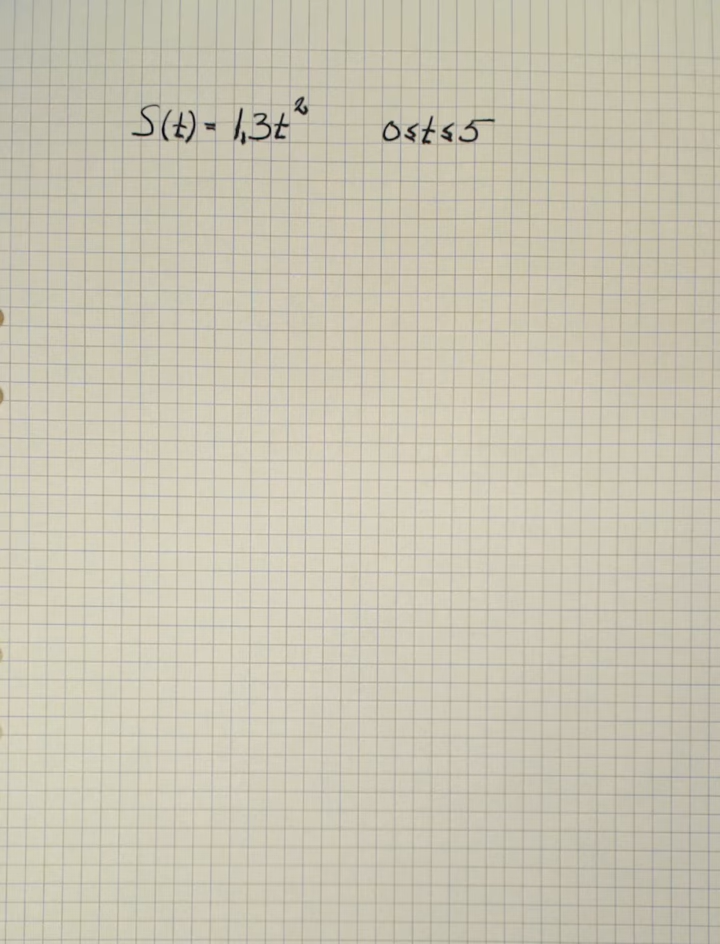 S(t) = 1,3t² 0≤t≤5